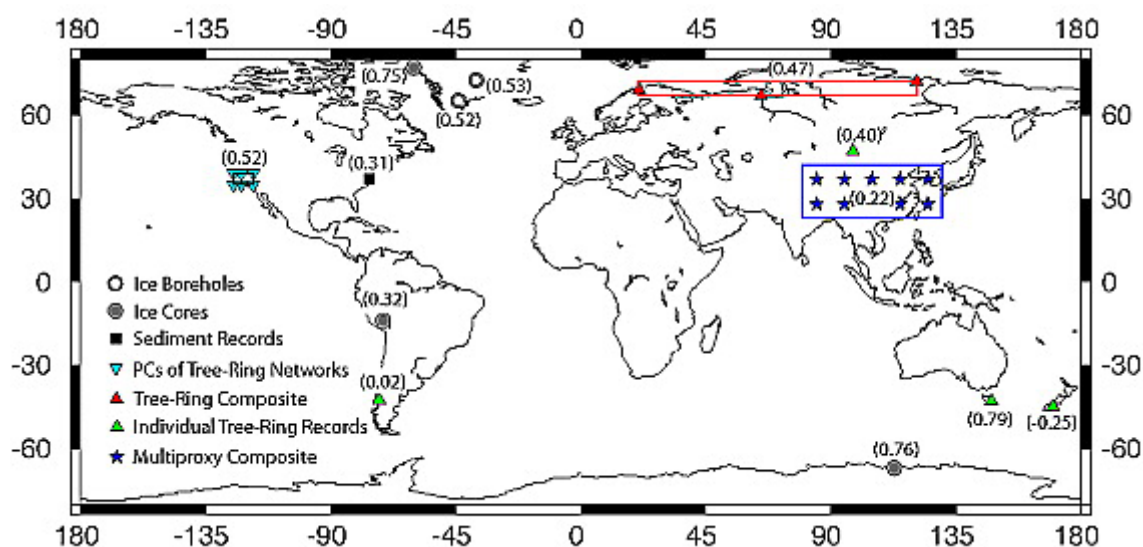 180 -135 -90 -45 0 45 90 135 180
(0.75)
(0.53)
(0.47)
60 60
(0.52)
(0.40)
(0.52)
(0.31)
30 (0.22) 30
0 Ice Boreholes 0
(0.32)
Ice Cores
Sediment Records
-30 -30
PCs of Tree-Ring Networks
(0.02)
Tree-Ring Composite
Individual Tree-Ring Records
(0.79) [-0.25]
Multiproxy Composite
-60 (0.76) -60
180 -135 -90 -45 0 45 90 135 180